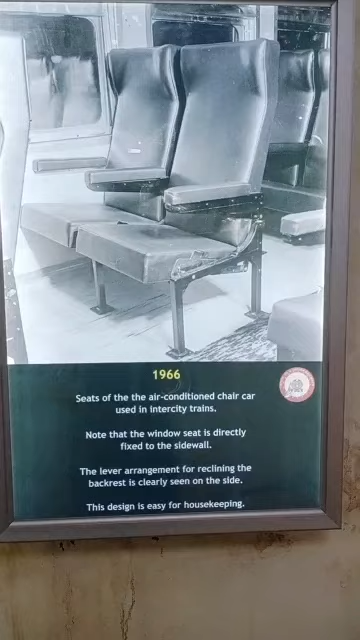 1966
Seats of the the air-conditioned chair car
used in intercity trains.
Note that the window seat is directly
fixed to the sidewall.
The lever arrangement for reclining the
backrest is clearly seen on the side.
This design is easy for housekeeping.